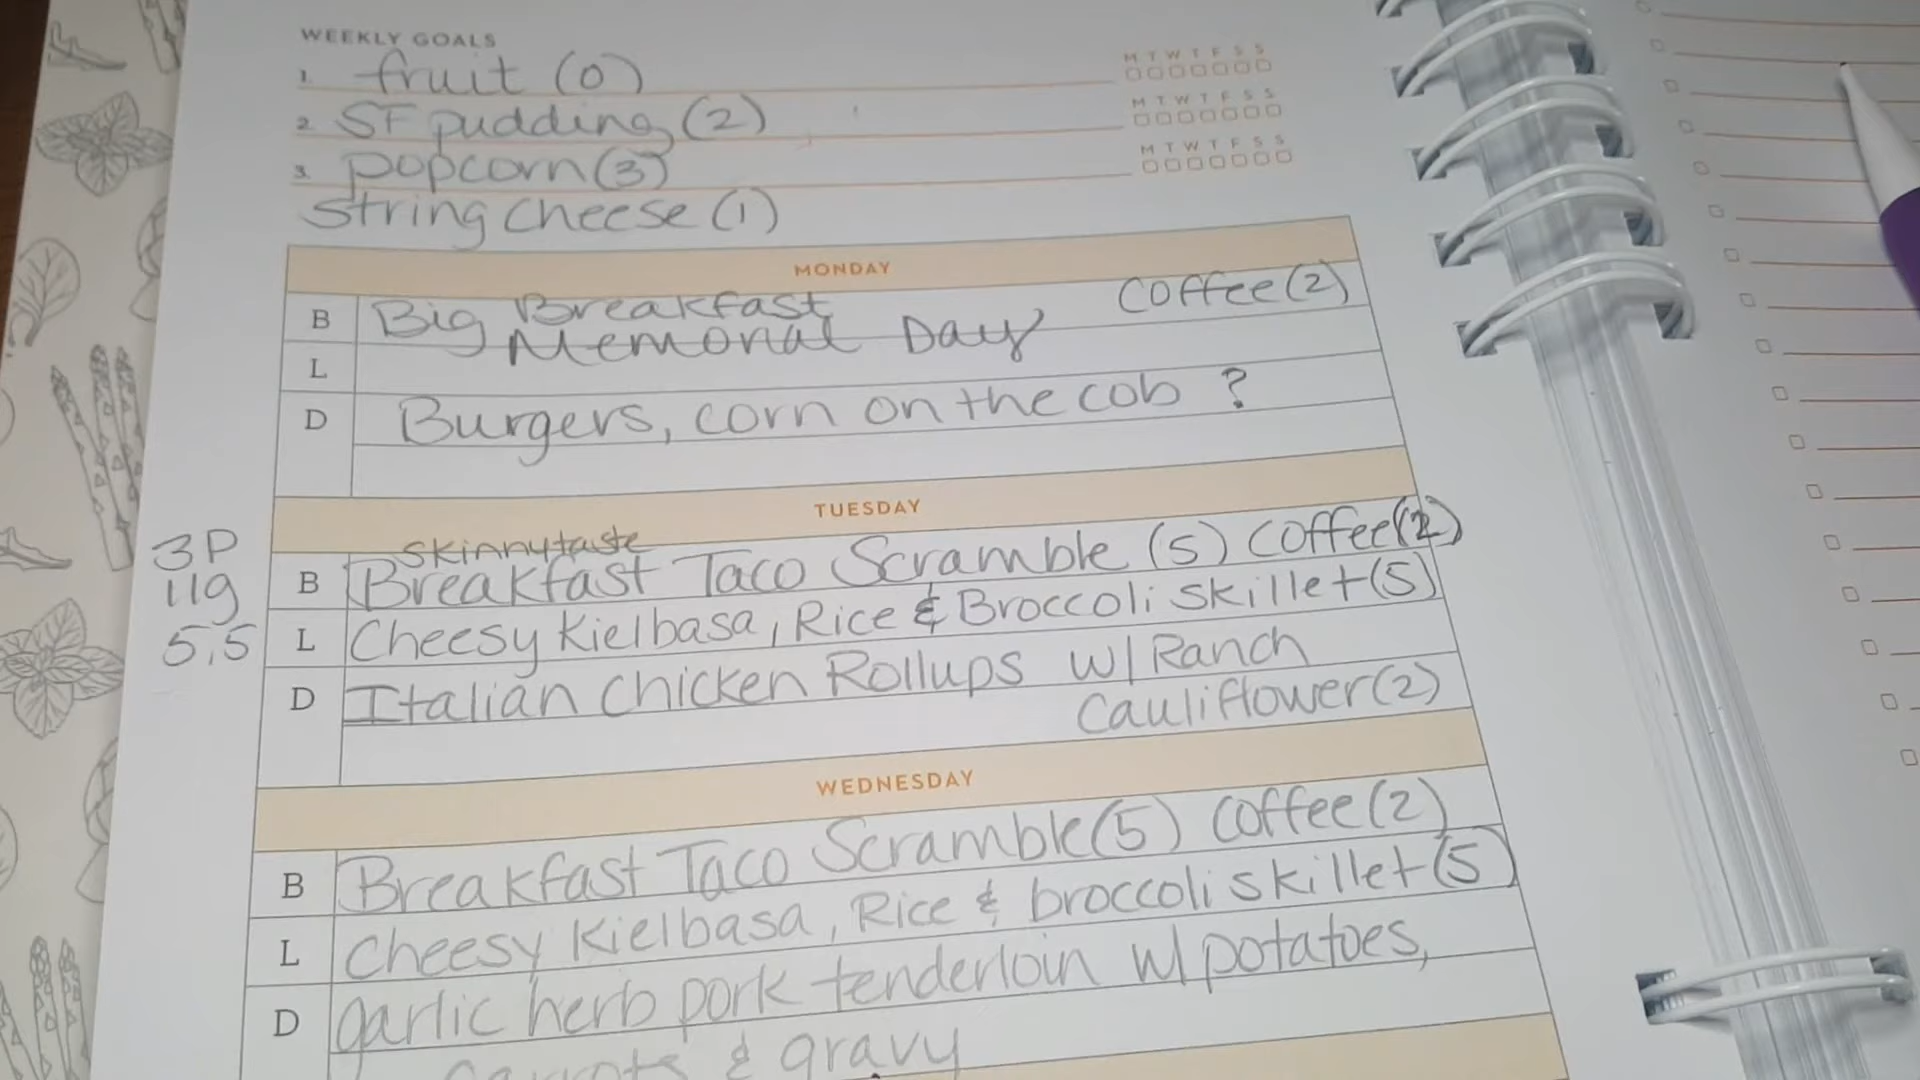 WEEKLY GOALS
1. fruit (0)
M T W T F S S
2. SF pudding (2)
M T W T F S S
3. popcorn (3)
M T W T F S S
String cheese (1)
MONDAY
B Big Breakfast Coffee (2)
Memorial Day
L
D Burgers, corn on the cob ?
TUESDAY
3P
11g
5,5
skinnytaste
B Breakfast Taco Scramble (5) Coffee (2)
L Cheesy Kielbasa, Rice & Broccoli skillet (5)
D Italian Chicken Rollups w/ Ranch
Cauliflower (2)
WEDNESDAY
B Breakfast Taco Scramble (5) Coffee (2)
L Cheesy Kielbasa, Rice & broccoli skillet (5)
D garlic herb pork tenderloin w/ potatoes,
carrots & gravy